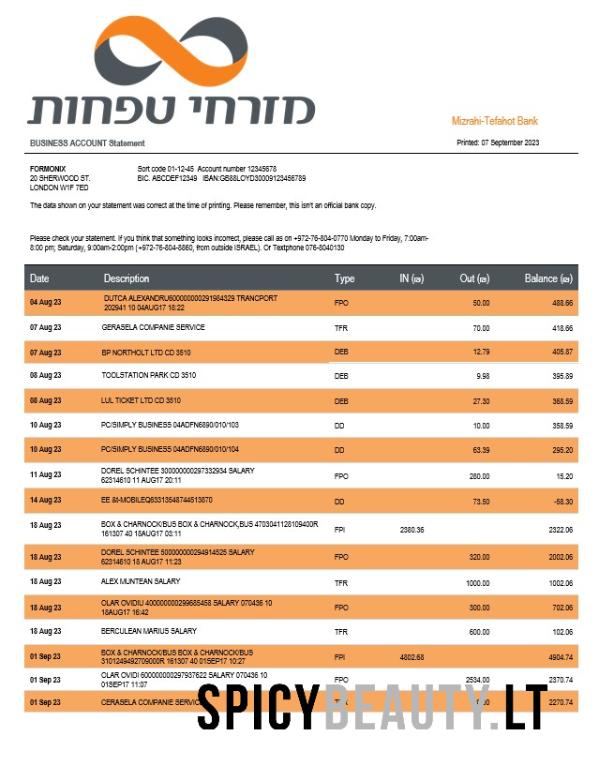 מזרחי טפחות
Mizrahi-Tefahot Bank
BUSINESS ACCOUNT Statement
Printed: 07 September 2023
FORMONIX Sort code 01-12-45 Account number 12345678
20 SHERWOOD ST. BIC. ABCDEF12349 IBAN:GB88LOYD30009123456789
LONDON W1F 7ED
The data shown on your statement was correct at the time of printing. Please remember, this isn't an official bank copy.
Please check your statement. If you think that something looks incorrect, please call as on +972-76-804-0770 Monday to Friday, 7:00am-
8:00 pm; Saturday, 9:00am-2:00pm (+972-76-804-8860, from outside ISRAEL). Or Textphone 076-8040130
Date Description Type IN (₪) Out (₪) Balance (₪)
04 Aug 23 DUTCA ALEXANDRU600000000291984329 TRANCPORT FPO 50.00 488.66
202941 10 04AUG17 18:22
07 Aug 23 GERASELA COMPANIE SERVICE TFR 70.00 418.66
07 Aug 23 BP NORTHOLT LTD CD 3510 DEB 12.79 405.87
08 Aug 23 TOOLSTATION PARK CD 3510 DEB 9.98 395.89
08 Aug 23 LUL TICKET LTD CD 3510 DEB 27.30 368.59
10 Aug 23 PC/SIMPLY BUSINESS 04ADFN6890/010/103 DD 10.00 358.59
10 Aug 23 PC/SIMPLY BUSINESS 04ADFN6890/010/104 DD 63.39 295.20
11 Aug 23 DOREL SCHINTEE 300000000297332934 SALARY FPO 280.00 15.20
62314610 11 AUG17 20:11
14 Aug 23 EE &t-MOBILEQ63313548744513870 DD 73.50 -58.30
18 Aug 23 BOX & CHARNOCK/BUS BOX & CHARNOCK,BUS 4703041128109400R FPI 2380.36 2322.06
161307 40 18AUG17 03:11
18 Aug 23 DOREL SCHINTEE 500000000294914525 SALARY FPO 320.00 2002.06
62314610 18 AUG17 11:23
18 Aug 23 ALEX MUNTEAN SALARY TFR 1000.00 1002.06
18 Aug 23 OLAR OVIDIU 400000000299685458 SALARY 070436 10 FPO 300.00 702.06
18AUG17 16:42
18 Aug 23 BERCULEAN MARIUS SALARY TFR 600.00 102.06
01 Sep 23 BOX & CHARNOCK/BUS BOX & CHARNOCK/BUS FPI 4802.68 4904.74
3101249492709000R 161307 40 01SEP17 10:27
01 Sep 23 OLAR OVIDI 600000000297937622 SALARY 070436 10 FPO 2534.00 2370.74
01SEP17 11:07
01 Sep 23 CERASELA COMPANIE SERVIC 2270.74
SPICYBEAUTY.LT